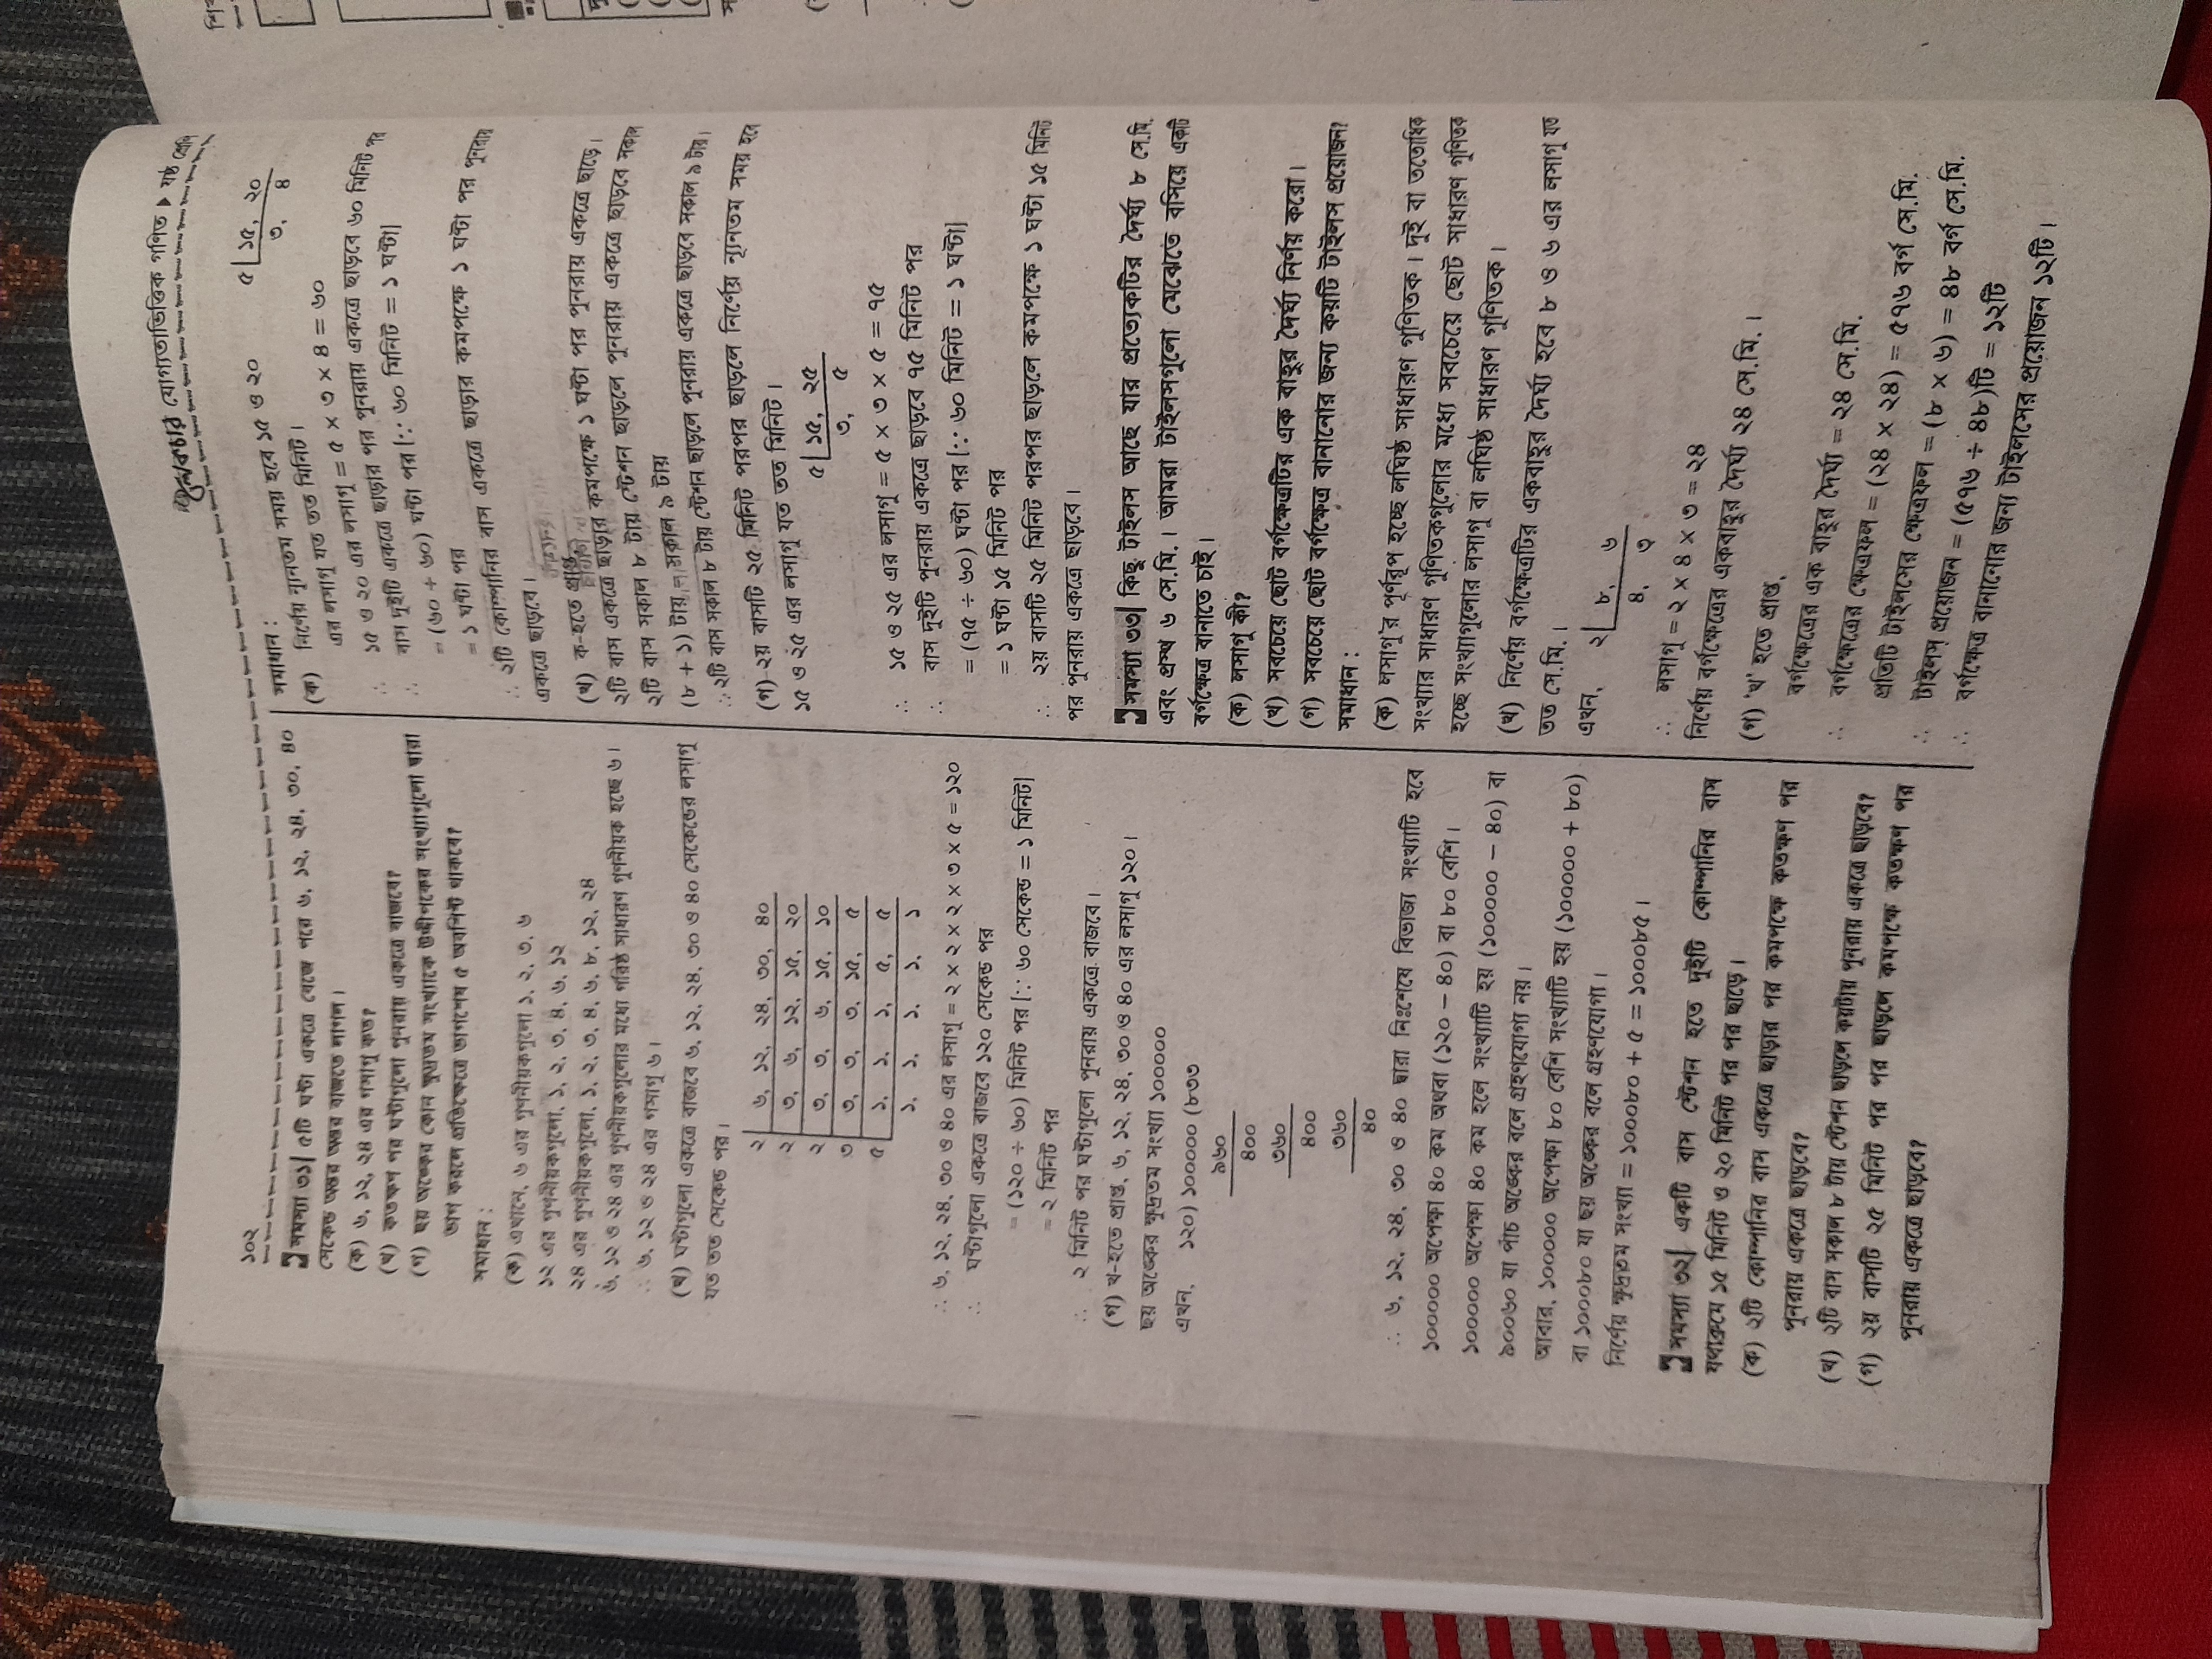 ১০২
লেকচার যোগ্যতাভিত্তিক গণিত ▶ ষষ্ঠ শ্রেণি
সমস্যা ৩১| ৫টি ঘণ্টা একত্রে বেজে পরে ৬, ১২, ২৪, ৩০, ৪০
সেকেন্ড অন্তর অন্তর বাজতে লাগল।
(ক) ৬, ১২, ২৪ এর গসাগু কত?
(খ) কতক্ষণ পর ঘণ্টাগুলো পুনরায় একত্রে বাজবে?
(গ) ছয় অঙ্কের কোন ক্ষুদ্রতম সংখ্যাকে উদ্দীপকের সংখ্যাগুলো দ্বারা
ভাগ করলে প্রতিক্ষেত্রে ভাগশেষ ৫ অবশিষ্ট থাকবে?
সমাধান :
(ক) এখানে, ৬ এর গুণনীয়কগুলো ১, ২, ৩, ৬
১২ এর গুণনীয়কগুলো, ১, ২, ৩, ৪, ৬, ১২
২৪ এর গুণনীয়কগুলো, ১, ২, ৩, ৪, ৬, ৮, ১২, ২৪
৬, ১২ ও ২৪ এর গুণনীয়কগুলোর মধ্যে গরিষ্ঠ সাধারণ গুণনীয়ক হচ্ছে ৬।
∴ ৬, ১২ ও ২৪ এর গসাগু ৬।
(খ) ঘণ্টাগুলো একত্রে বাজবে ৬, ১২, ২৪, ৩০ ও ৪০ সেকেন্ডের লসাগু
যত তত সেকেন্ড পর।
২ | ৬, ১২, ২৪, ৩০, ৪০
২ | ৩, ৬, ১২, ১৫, ২০
২ | ৩, ৩, ৬, ১৫, ১০
৩ | ৩, ৩, ৩, ১৫, ৫
৫ | ১, ১, ১, ৫, ৫
১, ১, ১, ১, ১
∴ ৬, ১২, ২৪, ৩০ ও ৪০ এর লসাগু = ২ × ২ × ২ × ৩ × ৫ = ১২০
∴ ঘণ্টাগুলো একত্রে বাজবে ১২০ সেকেন্ড পর
= (১২০ ÷ ৬০) মিনিট পর [∵ ৬০ সেকেন্ড = ১ মিনিট]
= ২ মিনিট পর
∴ ২ মিনিট পর ঘণ্টাগুলো পুনরায় একত্রে বাজবে।
(গ) খ-হতে প্রাপ্ত, ৬, ১২, ২৪, ৩০ ও ৪০ এর লসাগু ১২০।
ছয় অঙ্কের ক্ষুদ্রতম সংখ্যা ১০০০০০
এখন, ১২০) ১০০০০০ (৮৩৩
৯৬০
৪০০
৩৬০
৪০০
৩৬০
৪০
∴ ৬, ১২, ২৪, ৩০ ও ৪০ দ্বারা নিঃশেষে বিভাজ্য সংখ্যাটি হবে
১০০০০০ অপেক্ষা ৪০ কম অথবা (১২০ – ৪০) বা ৮০ বেশি।
১০০০০০ অপেক্ষা ৪০ কম হলে সংখ্যাটি হয় (১০০০০০ – ৪০) বা
৯০০৬০ যা পাঁচ অঙ্কের বলে গ্রহণযোগ্য নয়।
আবার, ১০০০০০ অপেক্ষা ৮০ বেশি সংখ্যাটি হয় (১০০০০০ + ৮০)
বা ১০০০৮০ যা ছয় অঙ্কের বলে গ্রহণযোগ্য।
নির্ণেয় ক্ষুদ্রতম সংখ্যা = ১০০০৮০ + ৫ = ১০০০৮৫।
সমস্যা ৩২| একটি বাস স্টেশন হতে দুইটি কোম্পানির বাস
যথাক্রমে ১৫ মিনিট ও ২০ মিনিট পর পর ছাড়ে।
(ক) ২টি কোম্পানির বাস একত্রে ছাড়ার পর কমপক্ষে কতক্ষণ পর
পুনরায় একত্রে ছাড়বে?
(খ) ২টি বাস সকাল ৮ টায় স্টেশন ছাড়লে কয়টায় পুনরায় একত্রে ছাড়বে?
(গ) ২য় বাসটি ২৫ মিনিট পর পর ছাড়লে কমপক্ষে কতক্ষণ পর
পুনরায় একত্রে ছাড়বে?
সমাধান :
(ক) নির্ণেয় ন্যূনতম সময় হবে ১৫ ও ২০
এর লসাগু যত তত মিনিট।
৫ | ১৫, ২০
৩, ৪
∴ ১৫ ও ২০ এর লসাগু = ৫ × ৩ × ৪ = ৬০
∴ বাস দুইটি একত্রে ছাড়ার পর পুনরায় একত্রে ছাড়বে ৬০ মিনিট পর
= (৬০ ÷ ৬০) ঘণ্টা পর [∵ ৬০ মিনিট = ১ ঘণ্টা]
= ১ ঘণ্টা পর
∴ ২টি কোম্পানির বাস একত্রে ছাড়ার কমপক্ষে ১ ঘণ্টা পর পুনরায়
একত্রে ছাড়বে।
(খ) ক-হতে প্রাপ্ত,
২টি বাস একত্রে ছাড়ার কমপক্ষে ১ ঘণ্টা পর পুনরায় একত্রে ছাড়ে।
২টি বাস সকাল ৮ টায় স্টেশন ছাড়লে পুনরায় একত্রে ছাড়বে সকাল
(৮ + ১) টায় = সকাল ৯ টায়
∴ ২টি বাস সকাল ৮ টায় স্টেশন ছাড়লে পুনরায় একত্রে ছাড়বে সকাল ৯ টায়।
(গ) ২য় বাসটি ২৫ মিনিট পরপর ছাড়লে নির্ণেয় ন্যূনতম সময় হবে
১৫ ও ২৫ এর লসাগু যত তত মিনিট।
৫ | ১৫, ২৫
৩, ৫
∴ ১৫ ও ২৫ এর লসাগু = ৫ × ৩ × ৫ = ৭৫
∴ বাস দুইটি পুনরায় একত্রে ছাড়বে ৭৫ মিনিট পর
= (৭৫ ÷ ৬০) ঘণ্টা পর [∵ ৬০ মিনিট = ১ ঘণ্টা]
= ১ ঘণ্টা ১৫ মিনিট পর
∴ ২য় বাসটি ২৫ মিনিট পরপর ছাড়লে কমপক্ষে ১ ঘণ্টা ১৫ মিনিট
পর পুনরায় একত্রে ছাড়বে।
সমস্যা ৩৩| কিছু টাইলস আছে যার প্রত্যেকটির দৈর্ঘ্য ৮ সে.মি.
এবং প্রস্থ ৬ সে.মি.। আমরা টাইলসগুলো মেঝেতে বসিয়ে একটি
বর্গক্ষেত্র বানাতে চাই।
(ক) লসাগু কী?
(খ) সবচেয়ে ছোট বর্গক্ষেত্রটির এক বাহুর দৈর্ঘ্য নির্ণয় করো।
(গ) সবচেয়ে ছোট বর্গক্ষেত্র বানানোর জন্য কয়টি টাইলস প্রয়োজন?
সমাধান :
(ক) লসাগু'র পূর্ণরূপ হচ্ছে লঘিষ্ঠ সাধারণ গুণিতক। দুই বা ততোধিক
সংখ্যার সাধারণ গুণিতকগুলোর মধ্যে সবচেয়ে ছোট সাধারণ গুণিতক
হচ্ছে সংখ্যাগুলোর লসাগু বা লঘিষ্ঠ সাধারণ গুণিতক।
(খ) নির্ণেয় বর্গক্ষেত্রটির একবাহুর দৈর্ঘ্য হবে ৮ ও ৬ এর লসাগু যত
তত সে.মি.।
এখন, ২ | ৮, ৬
৪, ৩
∴ লসাগু = ২ × ৪ × ৩ = ২৪
নির্ণেয় বর্গক্ষেত্রের একবাহুর দৈর্ঘ্য ২৪ সে.মি.।
(গ) 'খ' হতে প্রাপ্ত,
বর্গক্ষেত্রের এক বাহুর দৈর্ঘ্য = ২৪ সে.মি.
∴ বর্গক্ষেত্রের ক্ষেত্রফল = (২৪ × ২৪) = ৫৭৬ বর্গ সে.মি.
প্রতিটি টাইলসের ক্ষেত্রফল = (৮ × ৬) = ৪৮ বর্গ সে.মি.
∴ টাইলস প্রয়োজন = (৫৭৬ ÷ ৪৮)টি = ১২টি
∴ বর্গক্ষেত্র বানানোর জন্য টাইলসের প্রয়োজন ১২টি।